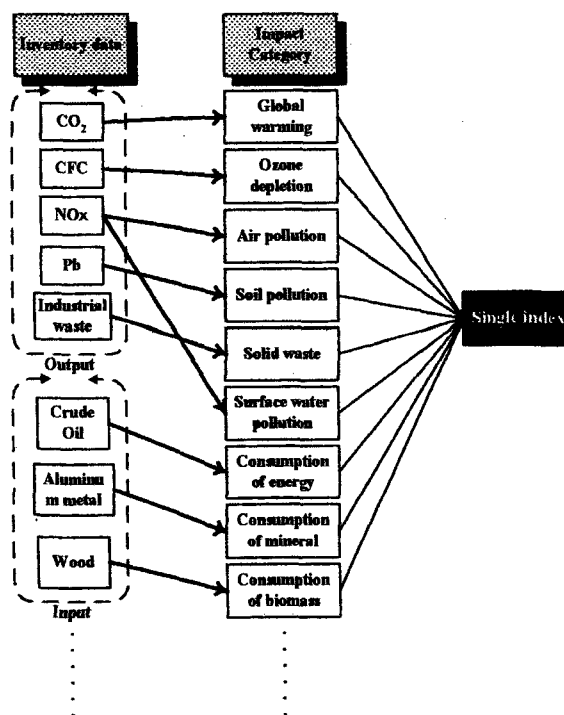 Inventory data
Impact
Category
CO₂
CFC
NOx
Pb
Industrial
waste
Output
Crude
Oil
Aluminu
m metal
Wood
Input
Global
warming
Ozone
depletion
Air pollution
Soil pollution
Solid waste
Surface water
pollution
Consumption
of energy
Consumption
of mineral
Consumption
of biomass
Single index